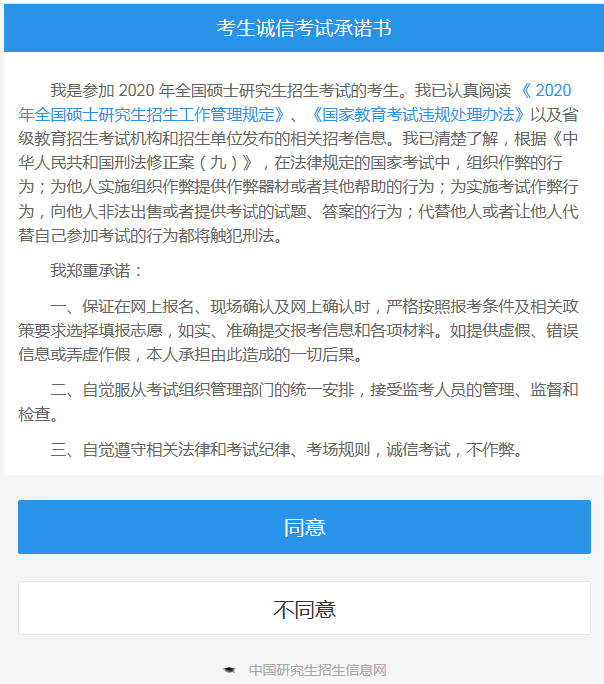 考生诚信考试承诺书
我是参加 2020 年全国硕士研究生招生考试的考生。我已认真阅读 《 2020
年全国硕士研究生招生工作管理规定》、《国家教育考试违规处理办法》以及省
级教育招生考试机构和招生单位发布的相关招考信息。我已清楚了解，根据《中
华人民共和国刑法修正案（九）》，在法律规定的国家考试中，组织作弊的行
为；为他人实施组织作弊提供作弊器材或者其他帮助的行为；为实施考试作弊行
为，向他人非法出售或者提供考试的试题、答案的行为；代替他人或者让他人代
替自己参加考试的行为都将触犯刑法。
我郑重承诺：
一、保证在网上报名、现场确认及网上确认时，严格按照报考条件及相关政
策要求选择填报志愿，如实、准确提交报考信息和各项材料。如提供虚假、错误
信息或弄虚作假，本人承担由此造成的一切后果。
二、自觉服从考试组织管理部门的统一安排，接受监考人员的管理、监督和
检查。
三、自觉遵守相关法律和考试纪律、考场规则，诚信考试，不作弊。
同意
不同意
中国研究生招生信息网